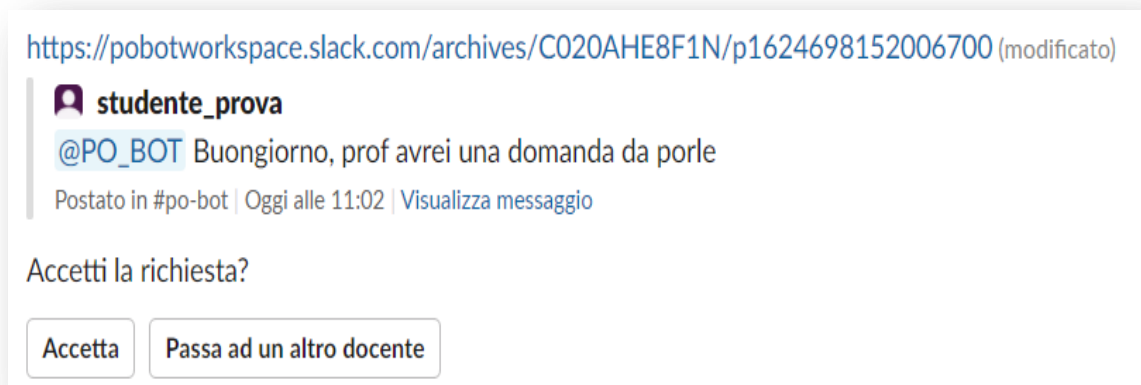 https://pobotworkspace.slack.com/archives/C020AHE8F1N/p1624698152006700 (modificato)
studente_prova
@PO_BOT Buongiorno, prof avrei una domanda da porle
Postato in #po-bot | Oggi alle 11:02 | Visualizza messaggio
Accetti la richiesta?
Accetta Passa ad un altro docente